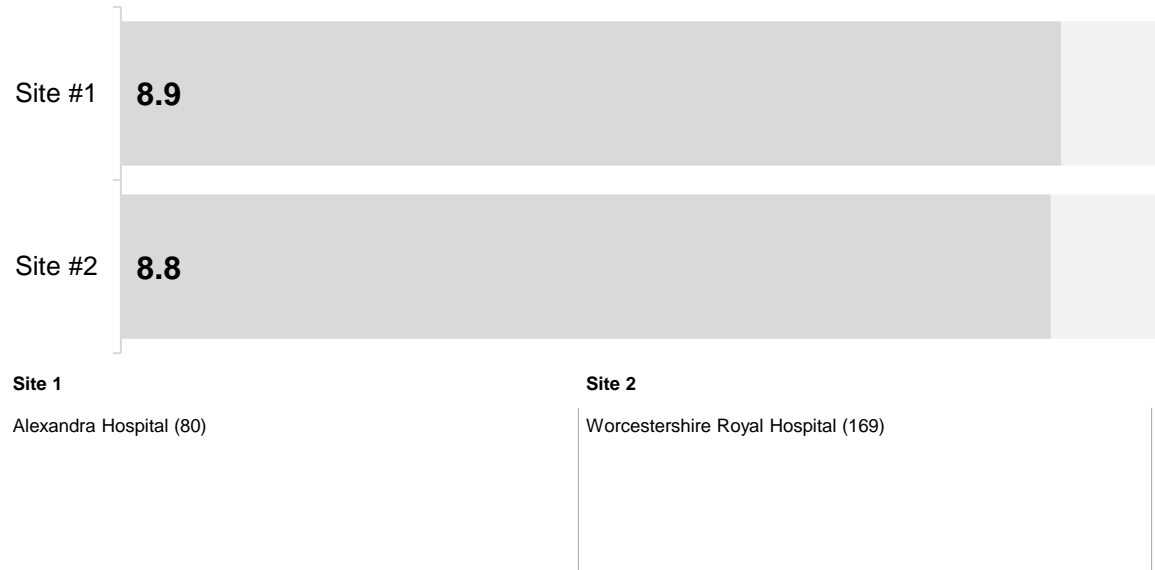 Site #1 8.9
Site #2 8.8
Site 1
Alexandra Hospital (80)
Site 2
Worcestershire Royal Hospital (169)